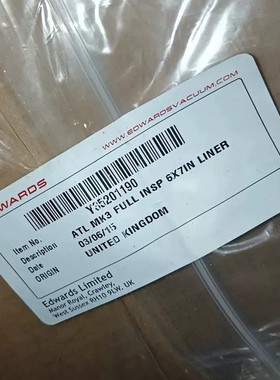 WWW.EDWARDSVACUUM.COM
WARDS
Item No. Y35201190
Description ATL MK3 FULL INSP 6X7IN LINER
Date 03/06/15
ORIGIN UNITED KINGDOM
Edwards Limited
Manor Royal, Crawley,
West Sussex RH10 9LW, UK